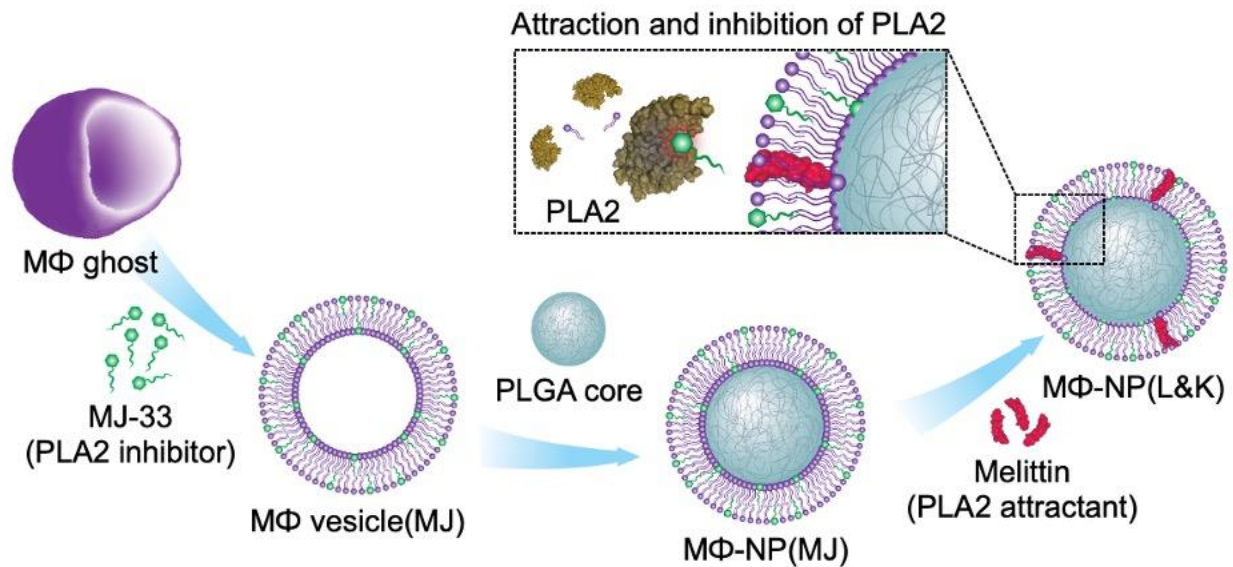 Attraction and inhibition of PLA2
PLA2
MΦ ghost
MJ-33
(PLA2 inhibitor)
MΦ vesicle(MJ)
PLGA core
MΦ-NP(MJ)
Melittin
(PLA2 attractant)
MΦ-NP(L&K)